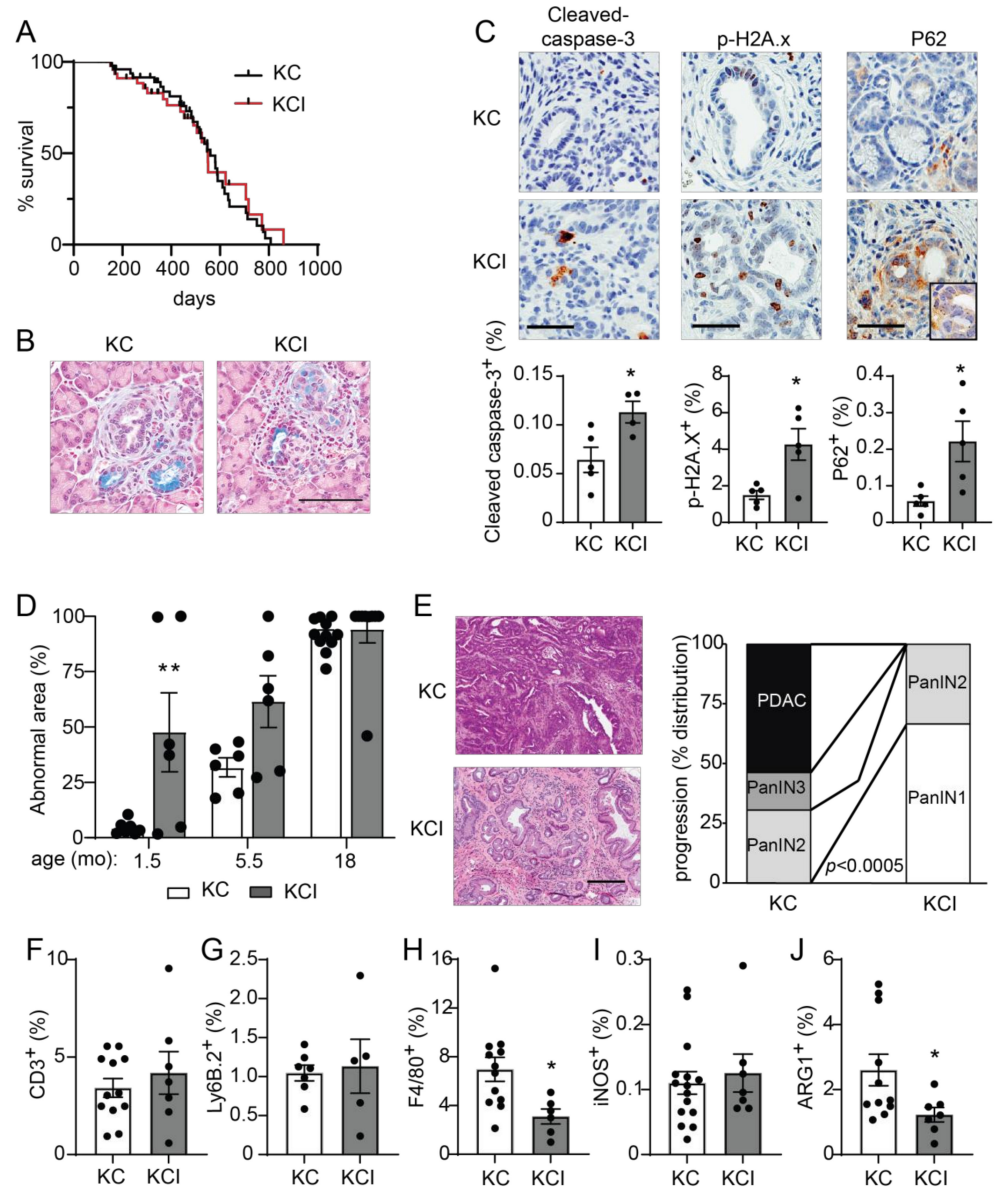 A
% survival
100
50
0
0 200 400 600 800 1000
days
KC
KCI
B
KC KCI
C
Cleaved-
caspase-3
p-H2A.x
P62
KC
KCI
Cleaved caspase-3+ (%)
0.15
0.10
0.05
0
KC KCI
*
p-H2A.X+ (%)
8
6
4
2
0
KC KCI
*
P62+ (%)
0.4
0.3
0.2
0.1
0
KC KCI
*
D
Abnormal area (%)
100
75
50
25
0
**
age (mo): 1.5 5.5 18
KC KCI
E
KC
KCI
progression (% distribution)
100
75
50
25
0
PDAC
PanIN3
PanIN2
PanIN2
PanIN1
p<0.0005
KC KCI
F
CD3+ (%)
10
5
0
KC KCI
G
Ly6B.2+ (%)
2.5
2.0
1.5
1.0
0.5
0
KC KCI
H
F4/80+ (%)
16
12
8
4
0
*
KC KCI
I
iNOS+ (%)
0.3
0.2
0.1
0
KC KCI
J
ARG1+ (%)
6
4
2
0
*
KC KCI